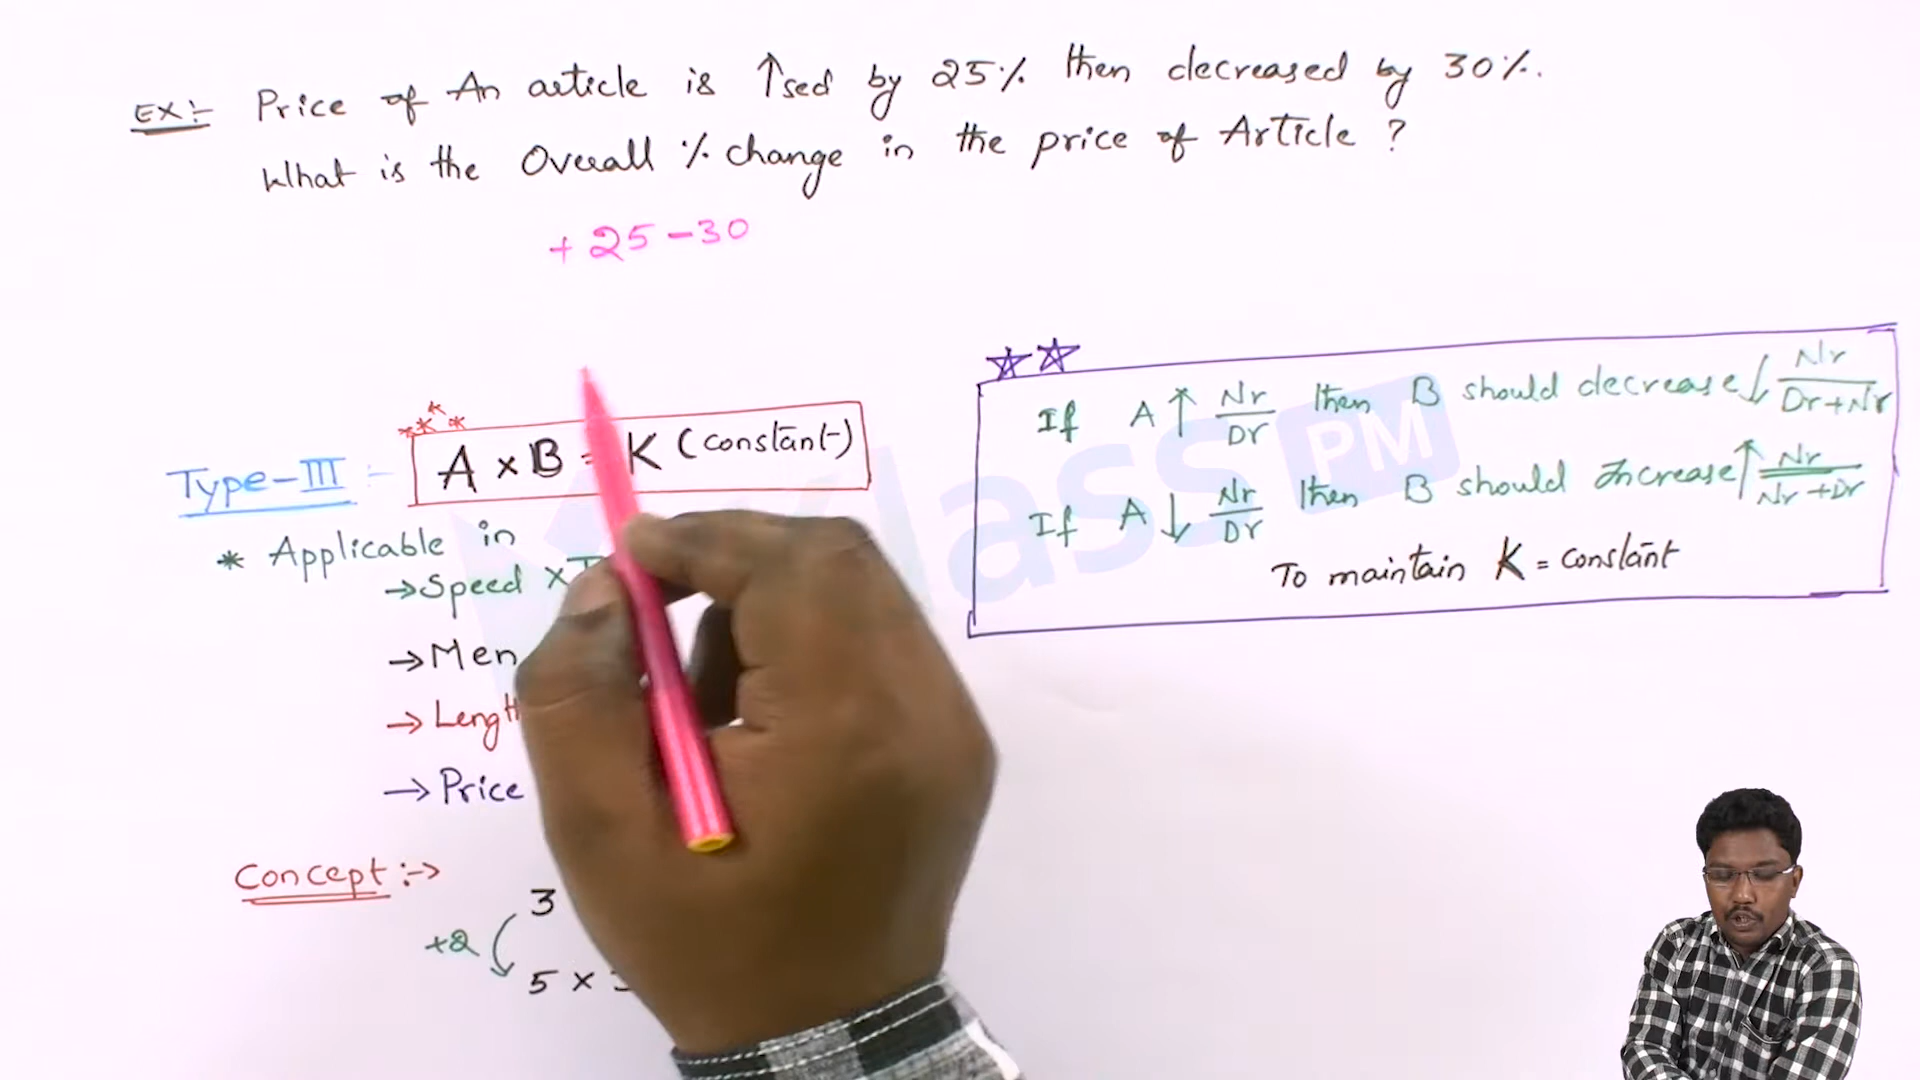 EX:- Price of An article is ↑sed by 25% then decreased by 30%.
What is the Overall % change in the price of Article ?
+ 25 - 30
If A ↑ Nr/Dr then B should decrease ↓ Nr/Dr+Nr
If A ↓ Nr/Dr then B should Increase ↑ Nr/Nr+Dr
To maintain K = constant
Type-III :- A × B = K (constant)
* Applicable in
→ Speed ×
→ Men
→ Length
→ Price
Concept :→
3
+2
5 ×
class PM